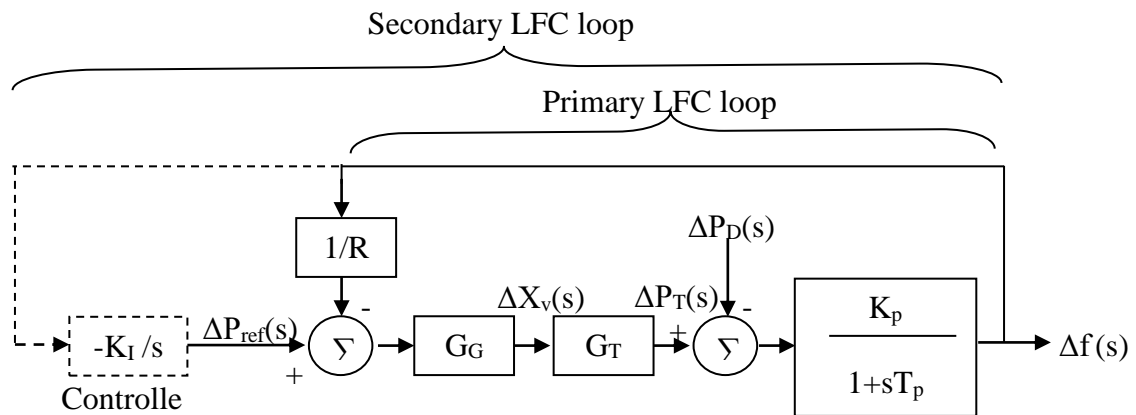 Secondary LFC loop
Primary LFC loop
1/R
ΔP_D(s)
-
ΔX_v(s)
ΔP_T(s)
-
K_p
-K_I /s
ΔP_ref(s)
+
Σ
G_G
G_T
+
Σ
1+sT_p
Δf (s)
Controlle